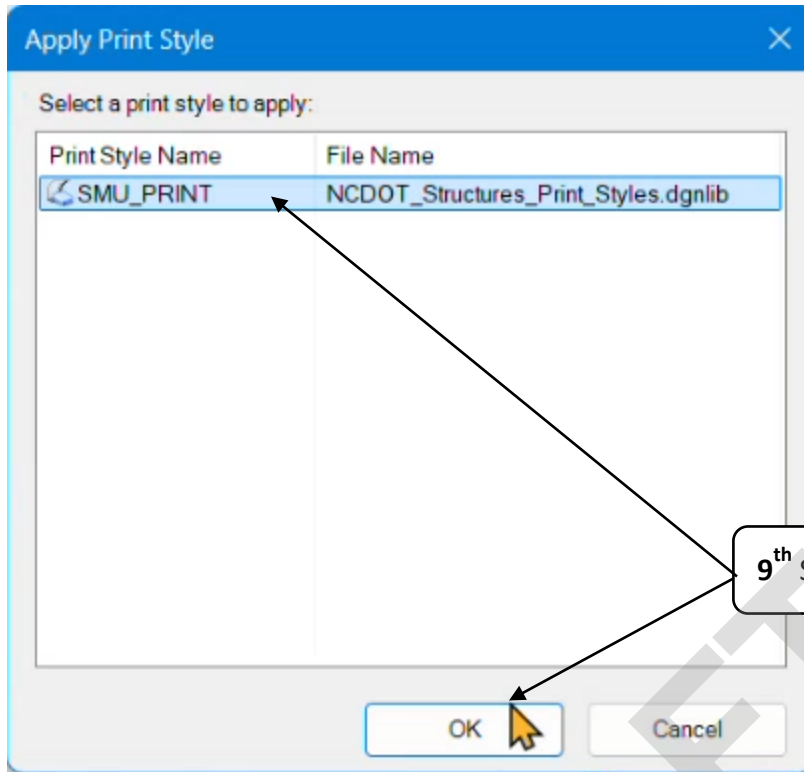 Apply Print Style
Select a print style to apply:
Print Style Name File Name
SMU_PRINT NCDOT_Structures_Print_Styles.dgnlib
9th
OK Cancel